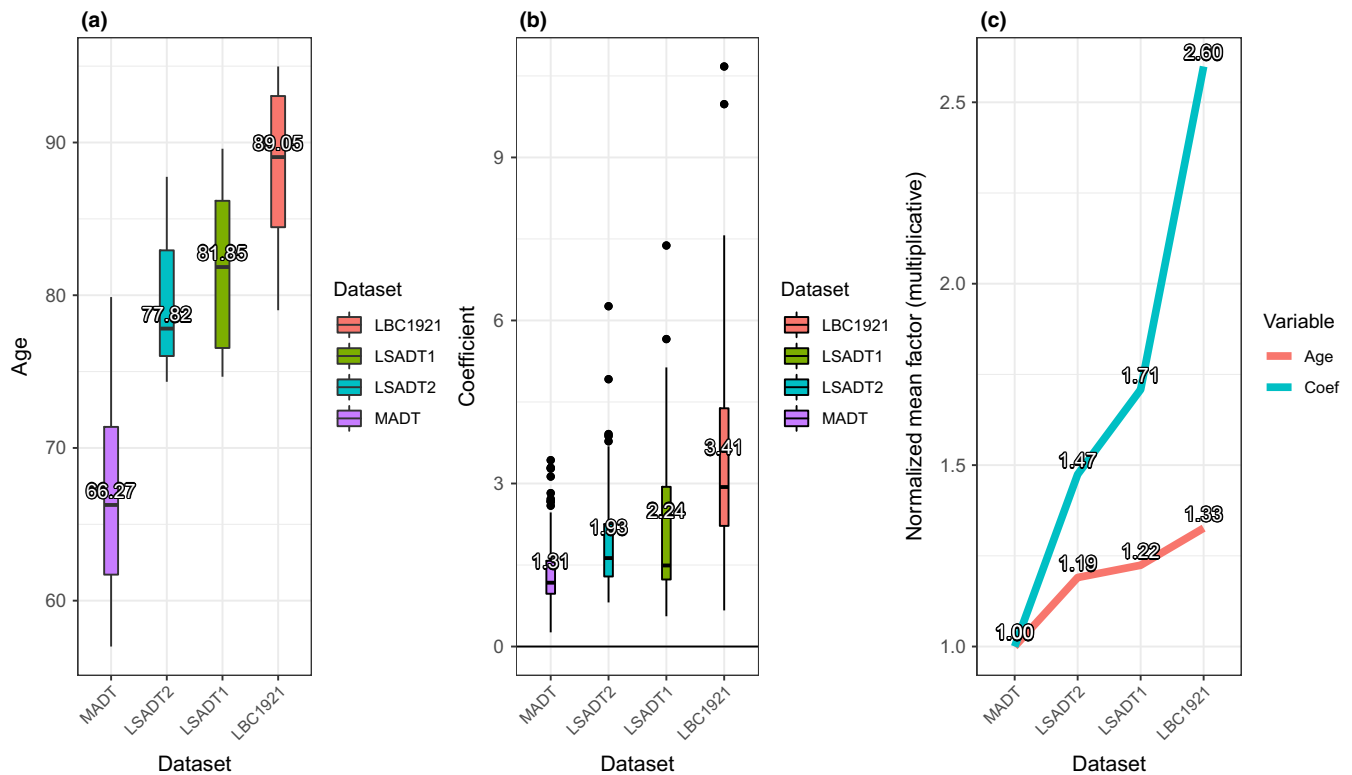 (a)
Age
90
80
70
60
66.27
77.82
81.85
89.05
MADT
LSADT2
LSADT1
LBC1921
Dataset
Dataset
LBC1921
LSADT1
LSADT2
MADT
(b)
Coefficient
9
6
3
0
1.31
1.93
2.24
3.41
MADT
LSADT2
LSADT1
LBC1921
Dataset
Dataset
LBC1921
LSADT1
LSADT2
MADT
(c)
Normalized mean factor (multiplicative)
2.5
2.0
1.5
1.0
1.00
1.47
1.71
2.60
1.19
1.22
1.33
MADT
LSADT2
LSADT1
LBC1921
Dataset
Variable
Age
Coef